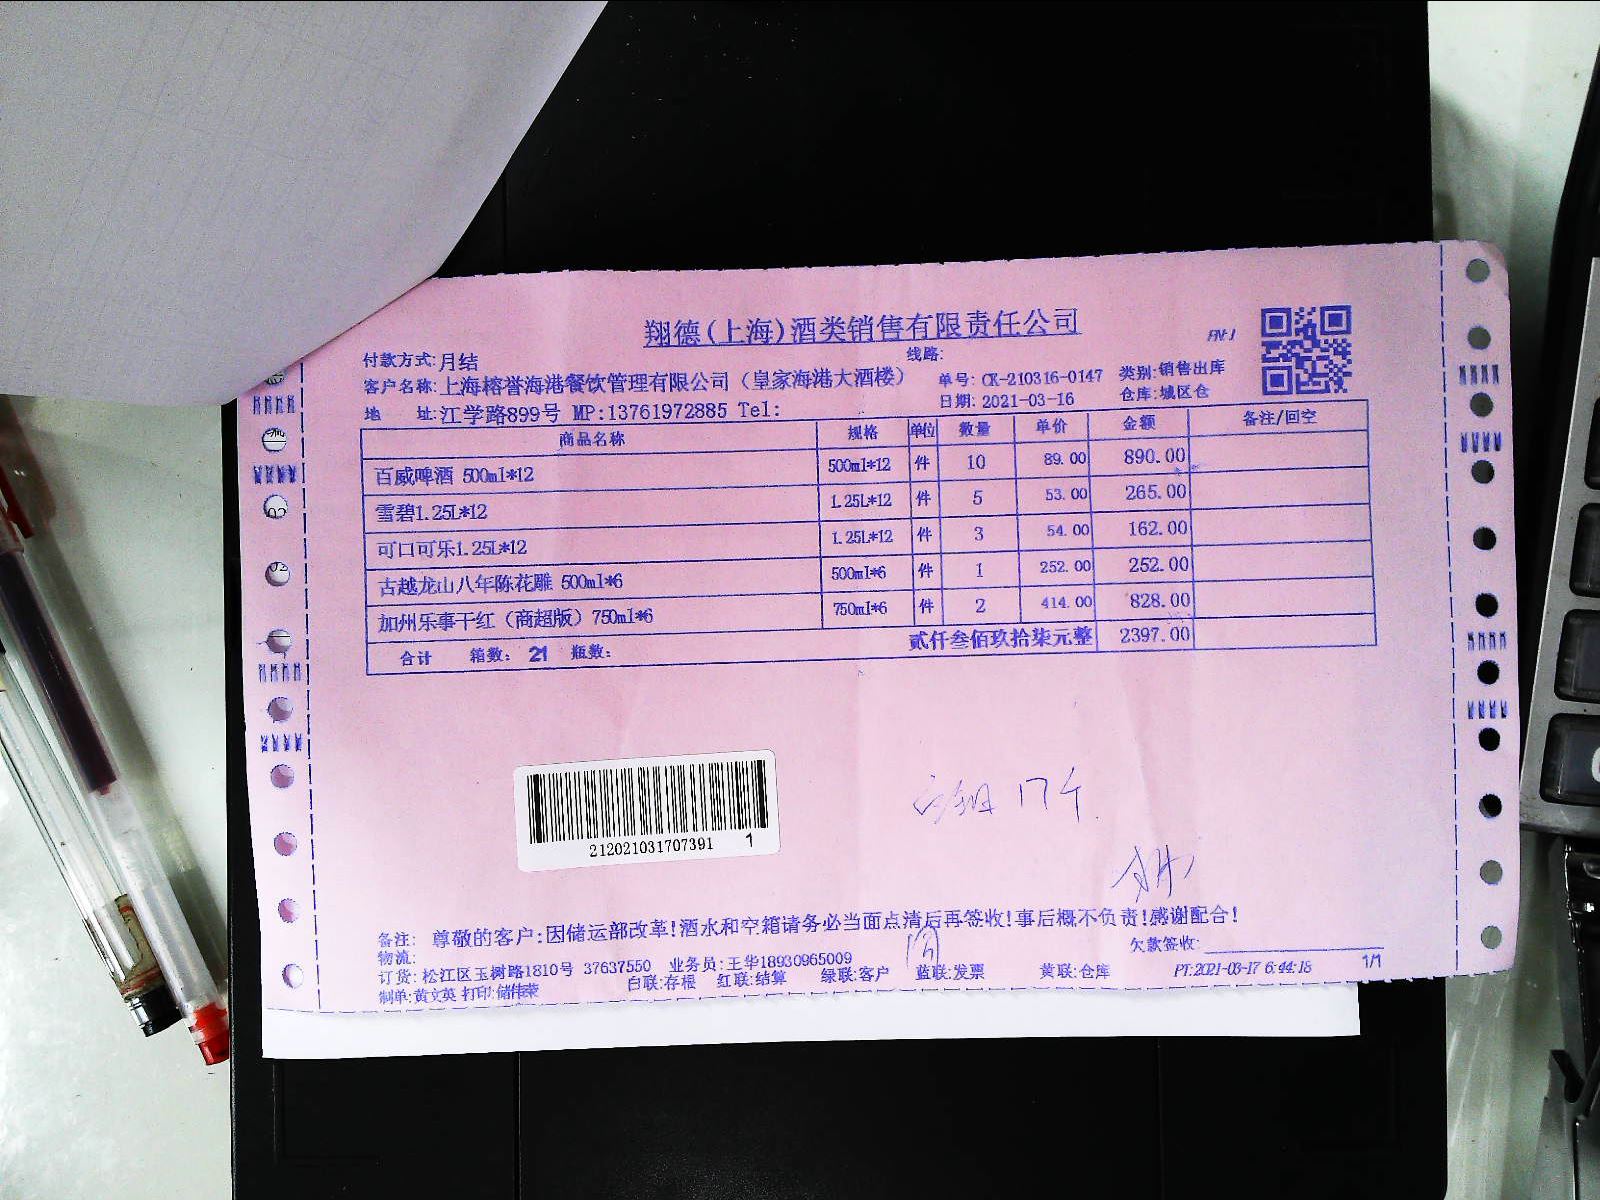 翔德(上海)酒类销售有限责任公司
付款方式:月结
线路:
客户名称:上海榕誉海港餐饮管理有限公司（皇家海港大酒楼）
单号: CK-210316-0147 类别:销售出库
地 址:江学路899号 MP:13761972885 Tel:
日期: 2021-03-16 仓库:城区仓
商品名称 规格 单位 数量 单价 金额 备注/回空
百威啤酒 500ml*12 500ml*12 件 10 89.00 890.00
雪碧1.25L*12 1.25L*12 件 5 53.00 265.00
可口可乐1.25L*12 1.25L*12 件 3 54.00 162.00
古越龙山八年陈花雕 500ml*6 500ml*6 件 1 252.00 252.00
加州乐事干红（商超版）750ml*6 750ml*6 件 2 414.00 828.00
合计 箱数: 21 瓶数: 贰仟叁佰玖拾柒元整 2397.00
212021031707391 1
17个
备注: 尊敬的客户:因储运部改革!酒水和空箱请务必当面点清后再签收!事后概不负责!感谢配合!
物流:
欠款签收:
订货:松江区玉树路1810号 37637550 业务员:王华18930965009
制单:黄文英 打印:储伟荣
白联:存根 红联:结算 绿联:客户 蓝联:发票 黄联:仓库
PT:2021-03-17 6:44:18 1/1